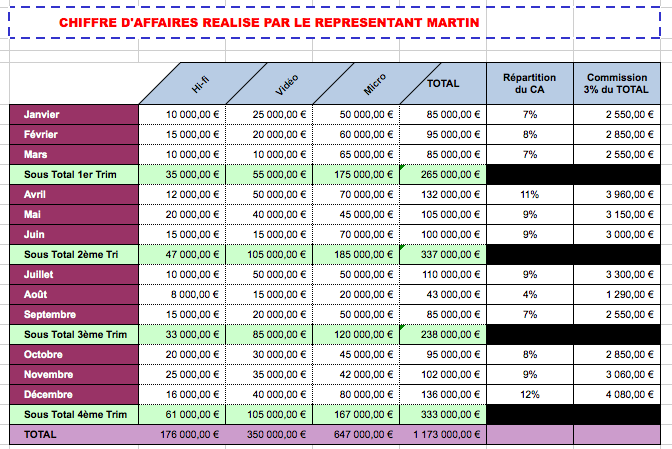 CHIFFRE D'AFFAIRES REALISE PAR LE REPRESENTANT MARTIN
Hi-fi Vidéo Micro TOTAL Répartition du CA Commission 3% du TOTAL
Janvier 10 000,00 € 25 000,00 € 50 000,00 € 85 000,00 € 7% 2 550,00 €
Février 15 000,00 € 20 000,00 € 60 000,00 € 95 000,00 € 8% 2 850,00 €
Mars 10 000,00 € 10 000,00 € 65 000,00 € 85 000,00 € 7% 2 550,00 €
Sous Total 1er Trim 35 000,00 € 55 000,00 € 175 000,00 € 265 000,00 €
Avril 12 000,00 € 50 000,00 € 70 000,00 € 132 000,00 € 11% 3 960,00 €
Mai 20 000,00 € 40 000,00 € 45 000,00 € 105 000,00 € 9% 3 150,00 €
Juin 15 000,00 € 15 000,00 € 70 000,00 € 100 000,00 € 9% 3 000,00 €
Sous Total 2ème Tri 47 000,00 € 105 000,00 € 185 000,00 € 337 000,00 €
Juillet 10 000,00 € 50 000,00 € 50 000,00 € 110 000,00 € 9% 3 300,00 €
Août 8 000,00 € 15 000,00 € 20 000,00 € 43 000,00 € 4% 1 290,00 €
Septembre 15 000,00 € 20 000,00 € 50 000,00 € 85 000,00 € 7% 2 550,00 €
Sous Total 3ème Trim 33 000,00 € 85 000,00 € 120 000,00 € 238 000,00 €
Octobre 20 000,00 € 30 000,00 € 45 000,00 € 95 000,00 € 8% 2 850,00 €
Novembre 25 000,00 € 35 000,00 € 42 000,00 € 102 000,00 € 9% 3 060,00 €
Décembre 16 000,00 € 40 000,00 € 80 000,00 € 136 000,00 € 12% 4 080,00 €
Sous Total 4ème Trim 61 000,00 € 105 000,00 € 167 000,00 € 333 000,00 €
TOTAL 176 000,00 € 350 000,00 € 647 000,00 € 1 173 000,00 €